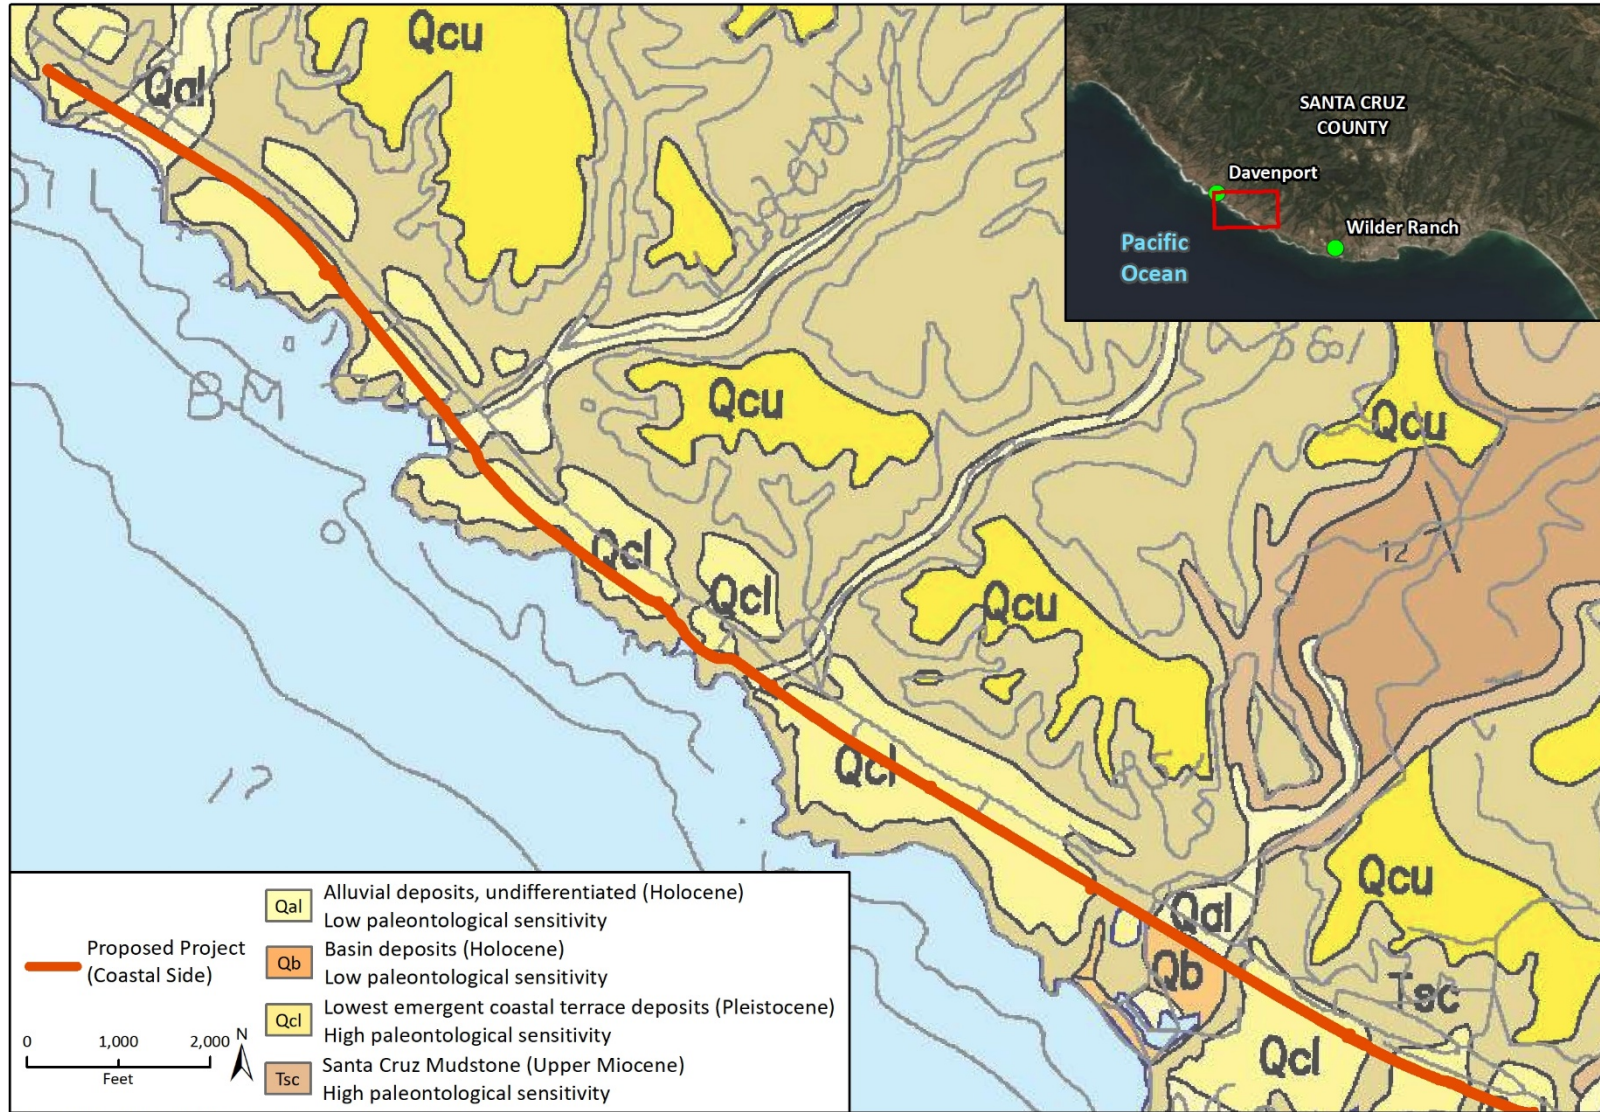 Qcu
Qal
SANTA CRUZ
COUNTY
Davenport
Wilder Ranch
Pacific
Ocean
B M
Qcu
Qcu
12
Qcl
Qcl
Qcu
Qcl
Qcu
Qal
Qb
Tsc
Qcl
Proposed Project
(Coastal Side)
0 1,000 2,000
Feet
N
Qal Alluvial deposits, undifferentiated (Holocene)
Low paleontological sensitivity
Qb Basin deposits (Holocene)
Low paleontological sensitivity
Qcl Lowest emergent coastal terrace deposits (Pleistocene)
High paleontological sensitivity
Tsc Santa Cruz Mudstone (Upper Miocene)
High paleontological sensitivity